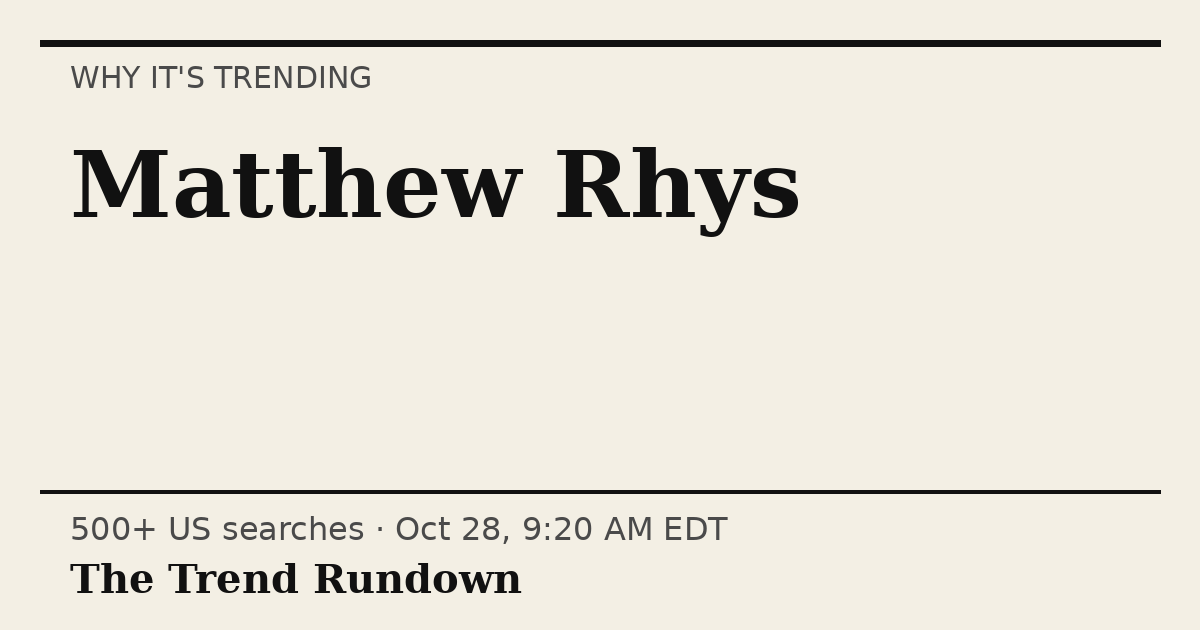 WHY IT'S TRENDING
Matthew Rhys
500+ US searches · Oct 28, 9:20 AM EDT
The Trend Rundown